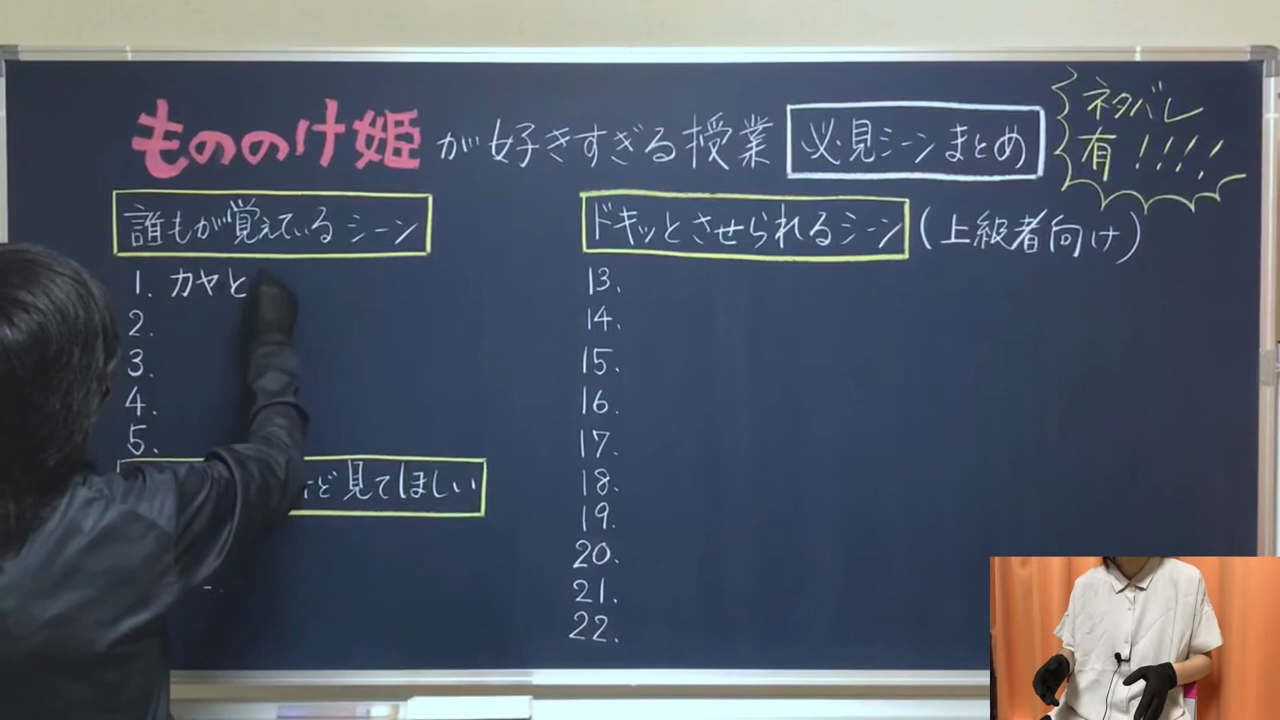 もののけ姫が好きすぎる授業 必見シーンまとめ
ネタバレ
有!!!!
誰もが覚えているシーン
1. カヤと
2.
3.
4.
5.
ど見てほしい
ドキッとさせられるシーン(上級者向け)
13.
14.
15.
16.
17.
18.
19.
20.
21.
22.